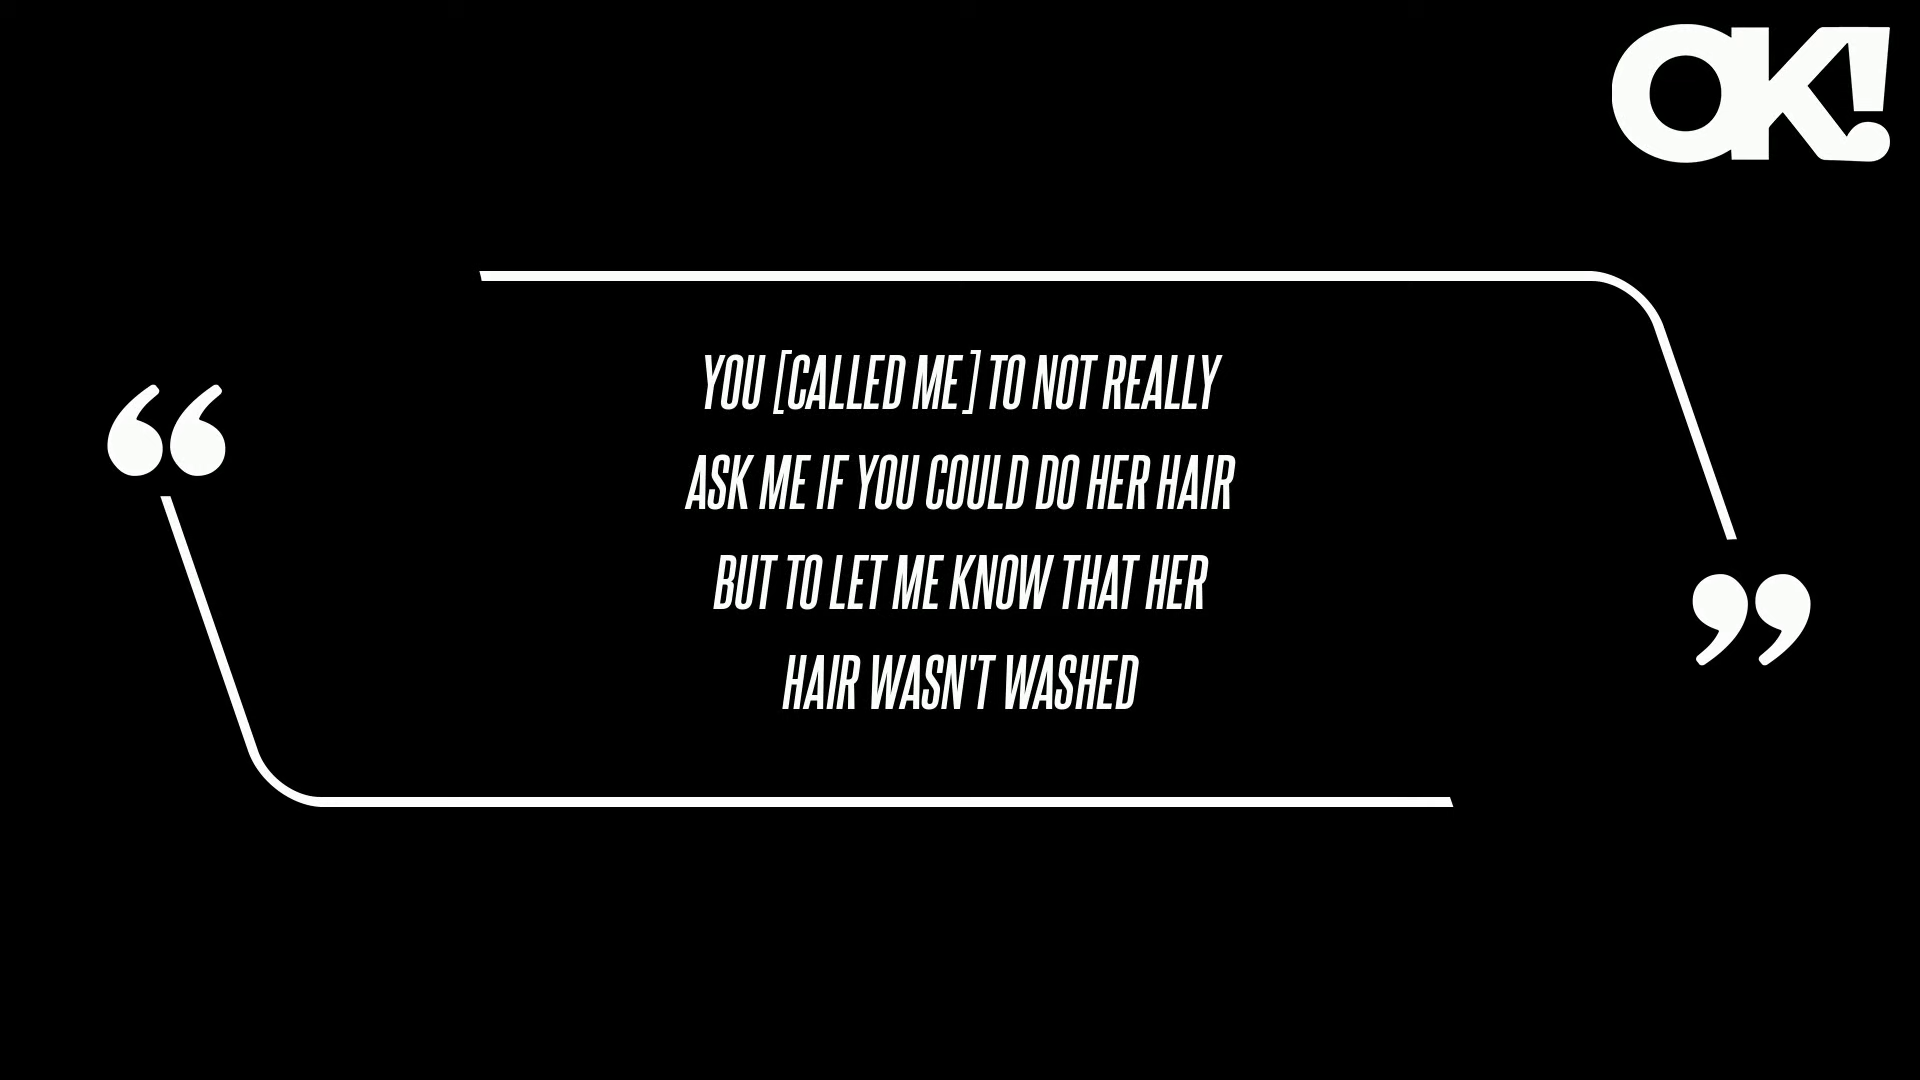 OK!
“
YOU [CALLED ME] TO NOT REALLY
ASK ME IF YOU COULD DO HER HAIR
BUT TO LET ME KNOW THAT HER
HAIR WASN'T WASHED
”